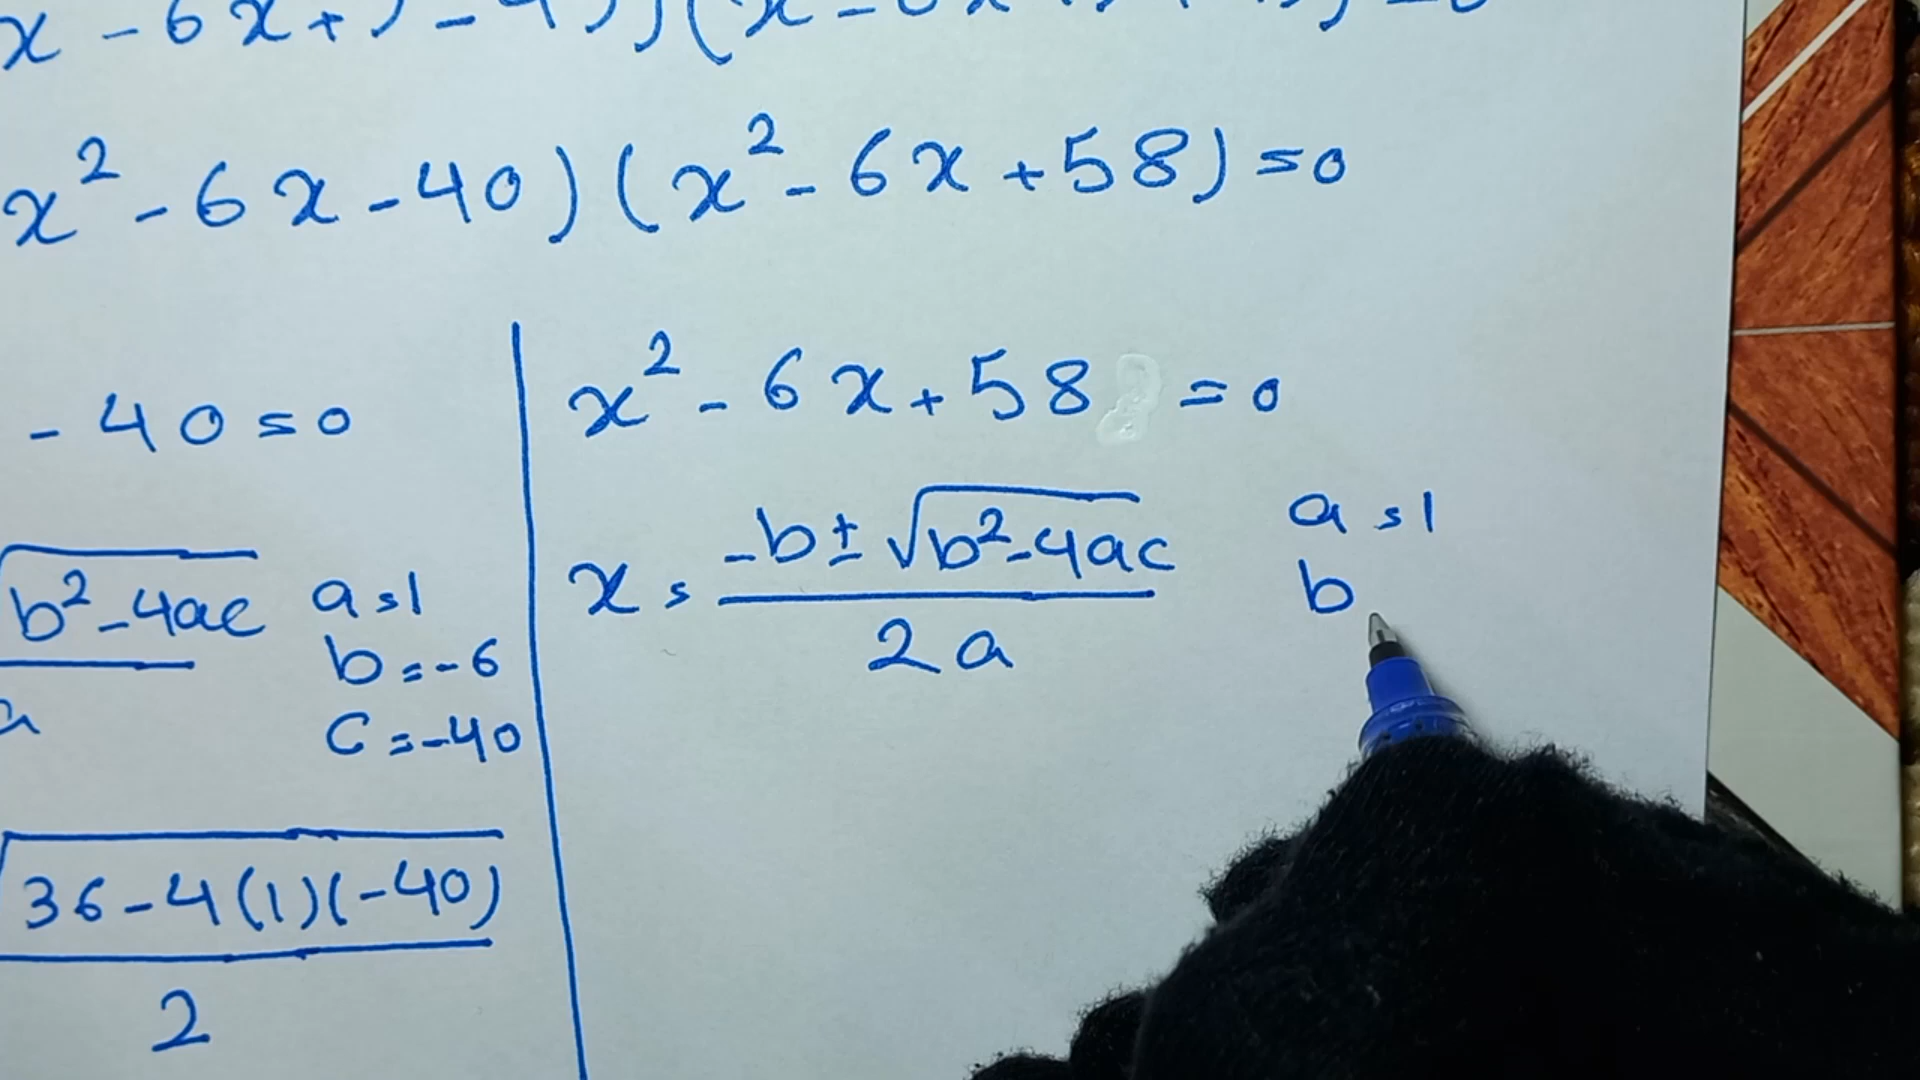 x² - 6x - 40) (x² - 6x + 58) = 0
- 40 = 0
√b² - 4ac
a = 1
b = -6
c = -40
a
√36 - 4(1)(-40)
2
x² - 6x + 58 = 0
x = -b ± √b² - 4ac
2a
a = 1
b